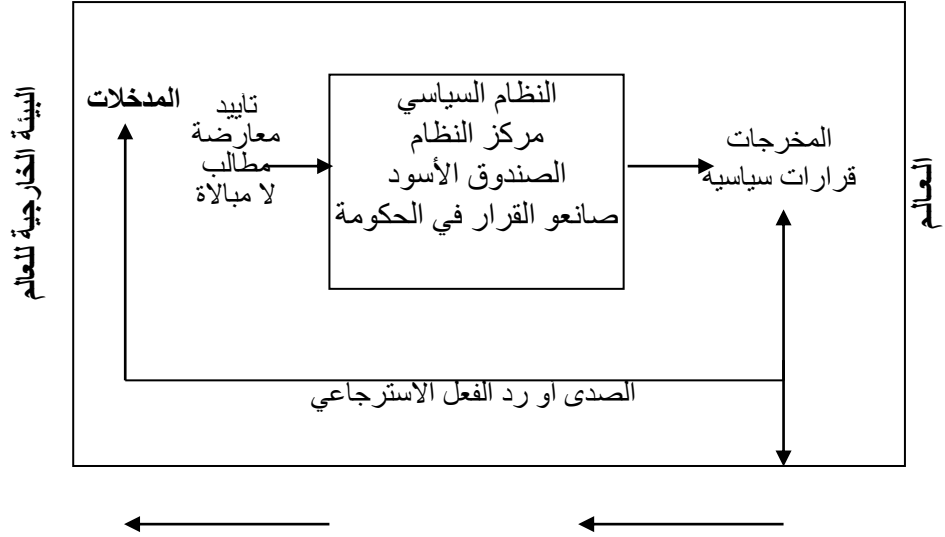 البيئة الخارجية للعالم
المدخلات
تأييد
معارضة
مطالب
لا مبالاة
النظام السياسي
مركز النظام
الصندوق الأسود
صانعو القرار في الحكومة
المخرجات
قرارات سياسية
العالم
الصدى او رد الفعل الاسترجاعي